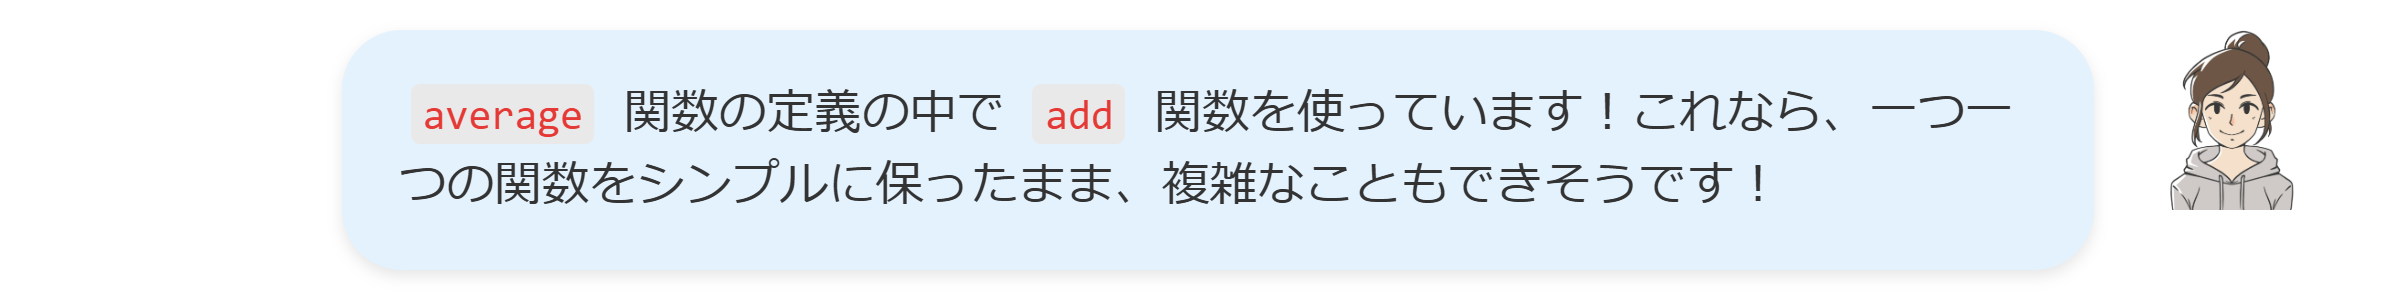 average 関数の定義の中で add 関数を使っています！これなら、一つ一
つの関数をシンプルに保ったまま、複雑なこともできそうです！